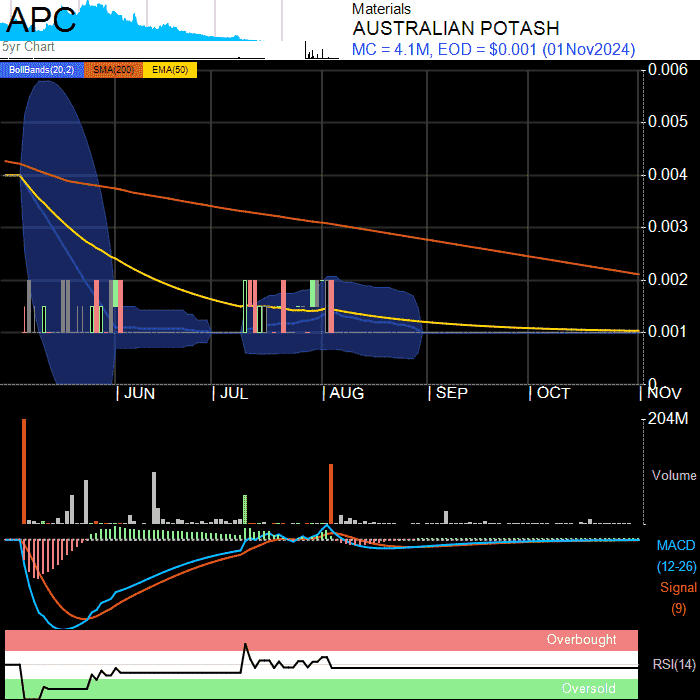 APC
5yr Chart
Materials
AUSTRALIAN POTASH
MC = 4.1M, EOD = $0.001 (01Nov2024)
BollBands(20,2) SMA(200) EMA(50)
0.006
0.005
0.004
0.003
0.002
0.001
0
JUN JUL AUG SEP OCT NOV
204M
Volume
MACD
(12-26)
Signal
(9)
Overbought
RSI(14)
Oversold